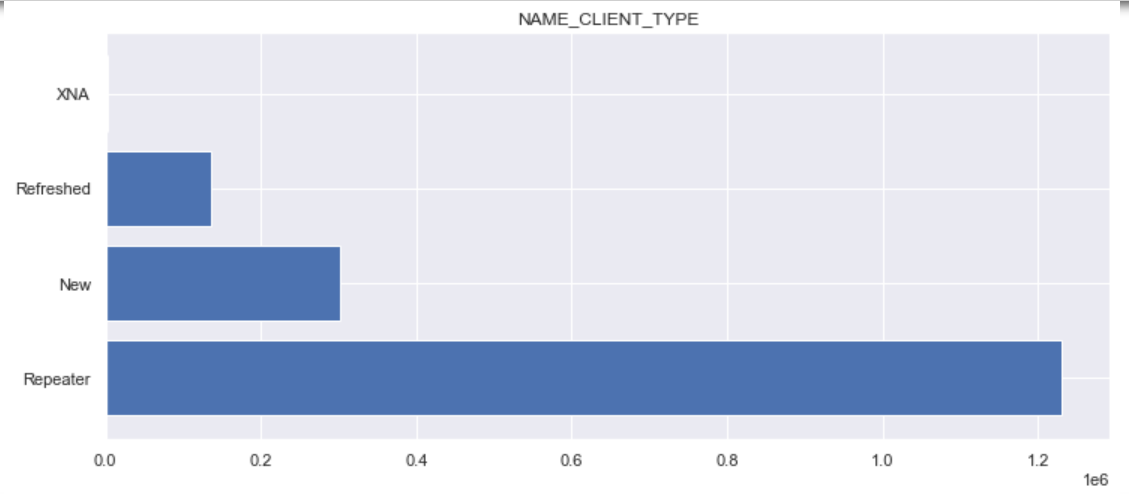 NAME_CLIENT_TYPE
XNA
Refreshed
New
Repeater
0.0 0.2 0.4 0.6 0.8 1.0 1.2
1e6